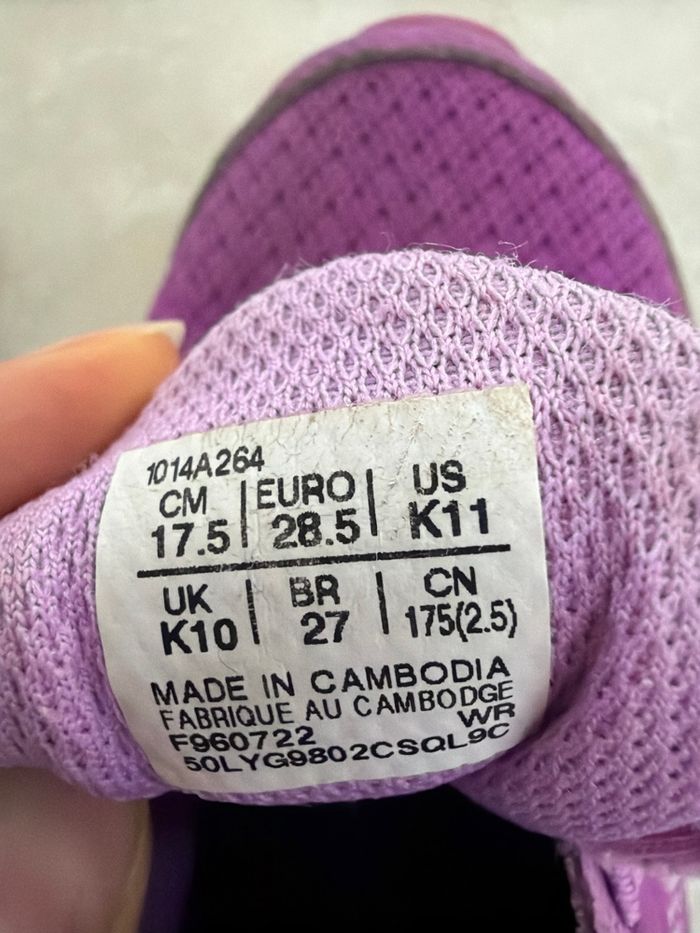 1014A264
CM | EURO | US
17.5 | 28.5 | K11
UK | BR | CN
K10 | 27 | 175(2.5)
MADE IN CAMBODIA
FABRIQUE AU CAMBODGE
F960722 WR
50LYG9802CSQL9C